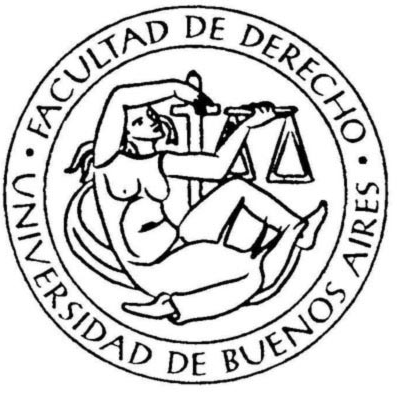 · FACULTAD DE DERECHO ·
UNIVERSIDAD DE BUENOS AIRES